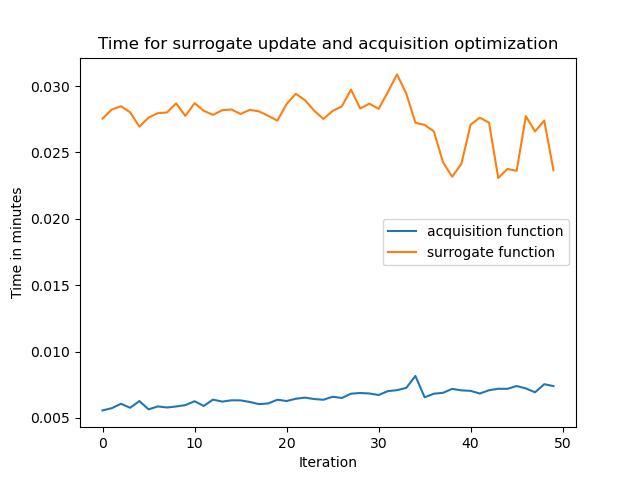 Time for surrogate update and acquisition optimization
0.030
0.025
0.020
0.015
0.010
0.005
Time in minutes
acquisition function
surrogate function
0 10 20 30 40 50
Iteration